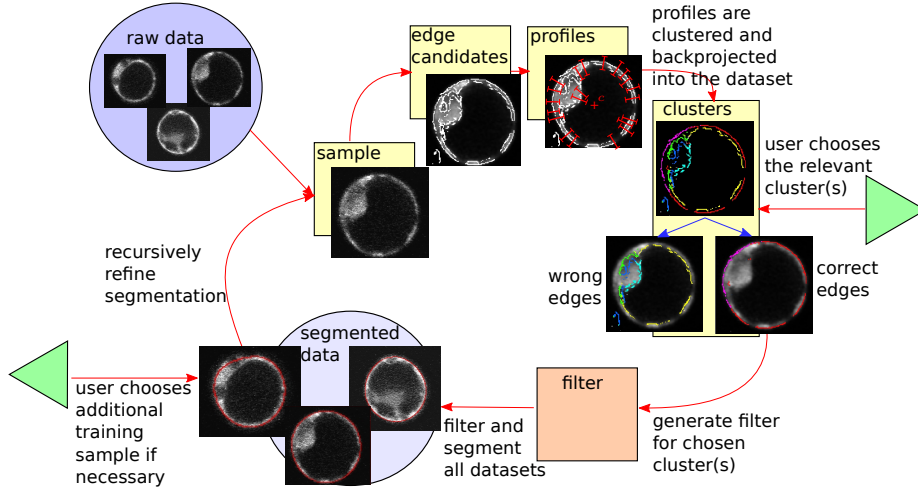 raw data
sample
edge
candidates
profiles
profiles are
clustered and
backprojected
into the dataset
clusters
c
user chooses
the relevant
cluster(s)
wrong
edges
correct
edges
generate filter
for chosen
cluster(s)
filter
filter and
segment
all datasets
segmented
data
user chooses
additional
training
sample if
necessary
recursively
refine
segmentation